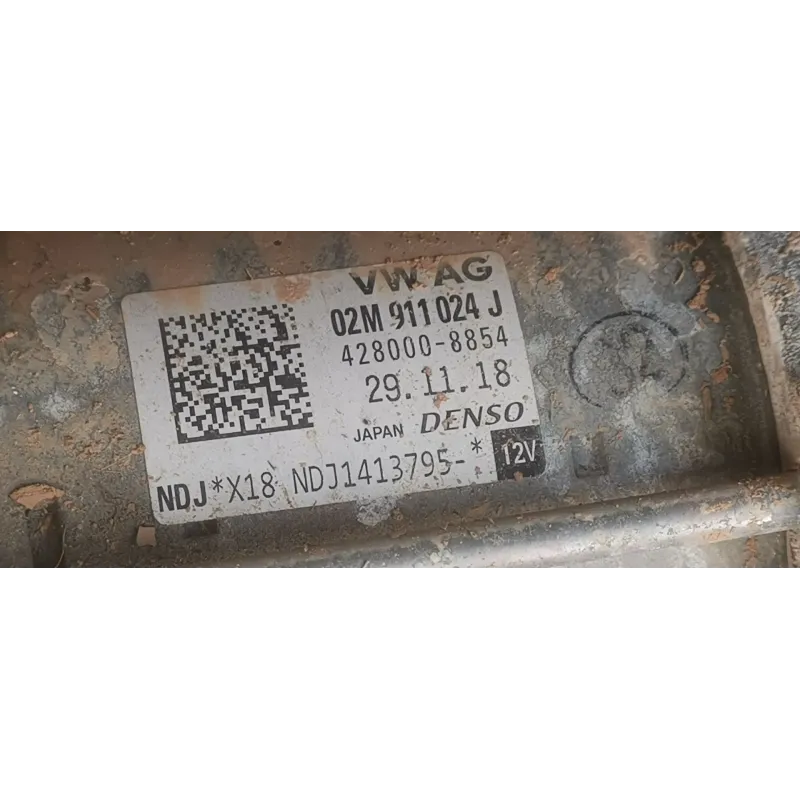 VW AG
02M 911 024 J
428000-8854
29.11.18
JAPAN DENSO
NDJ*X18 NDJ1413795-* 12V